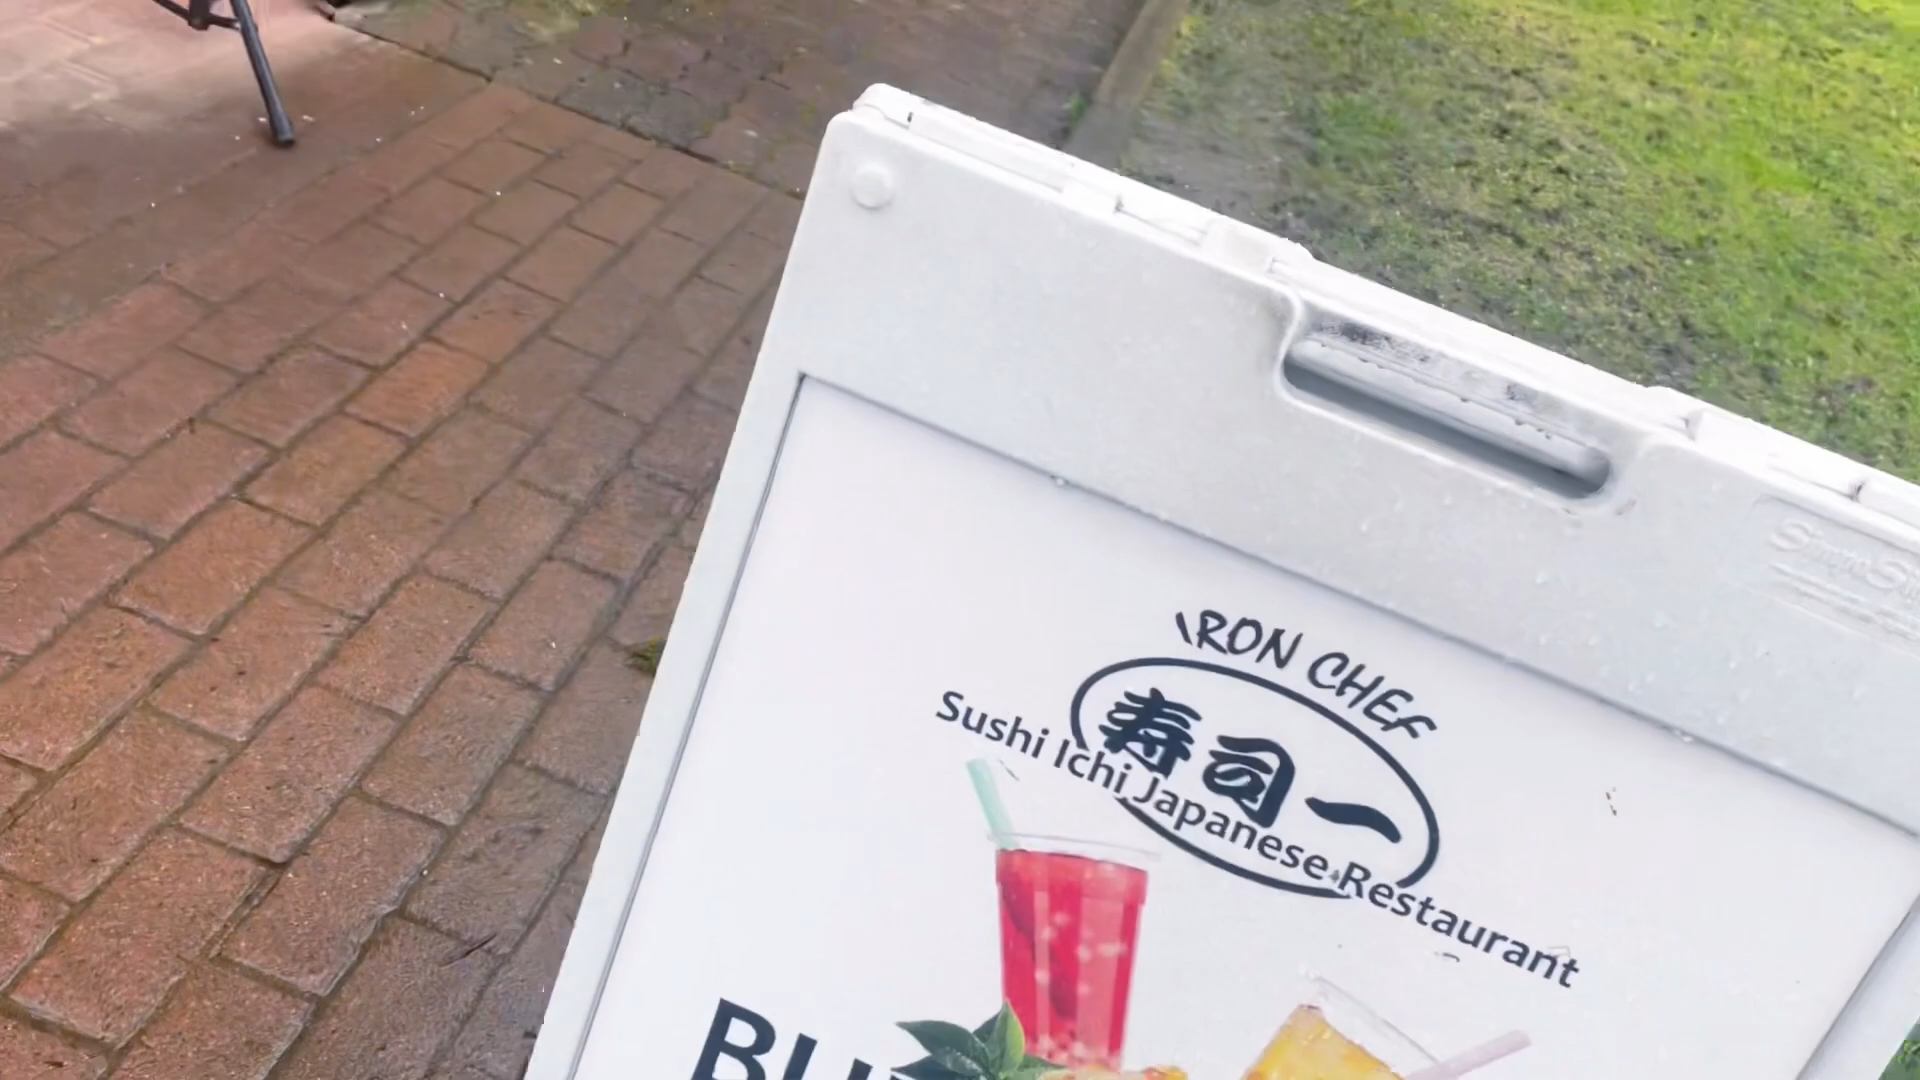 IRON CHEF
寿司一
Sushi Ichi Japanese Restaurant